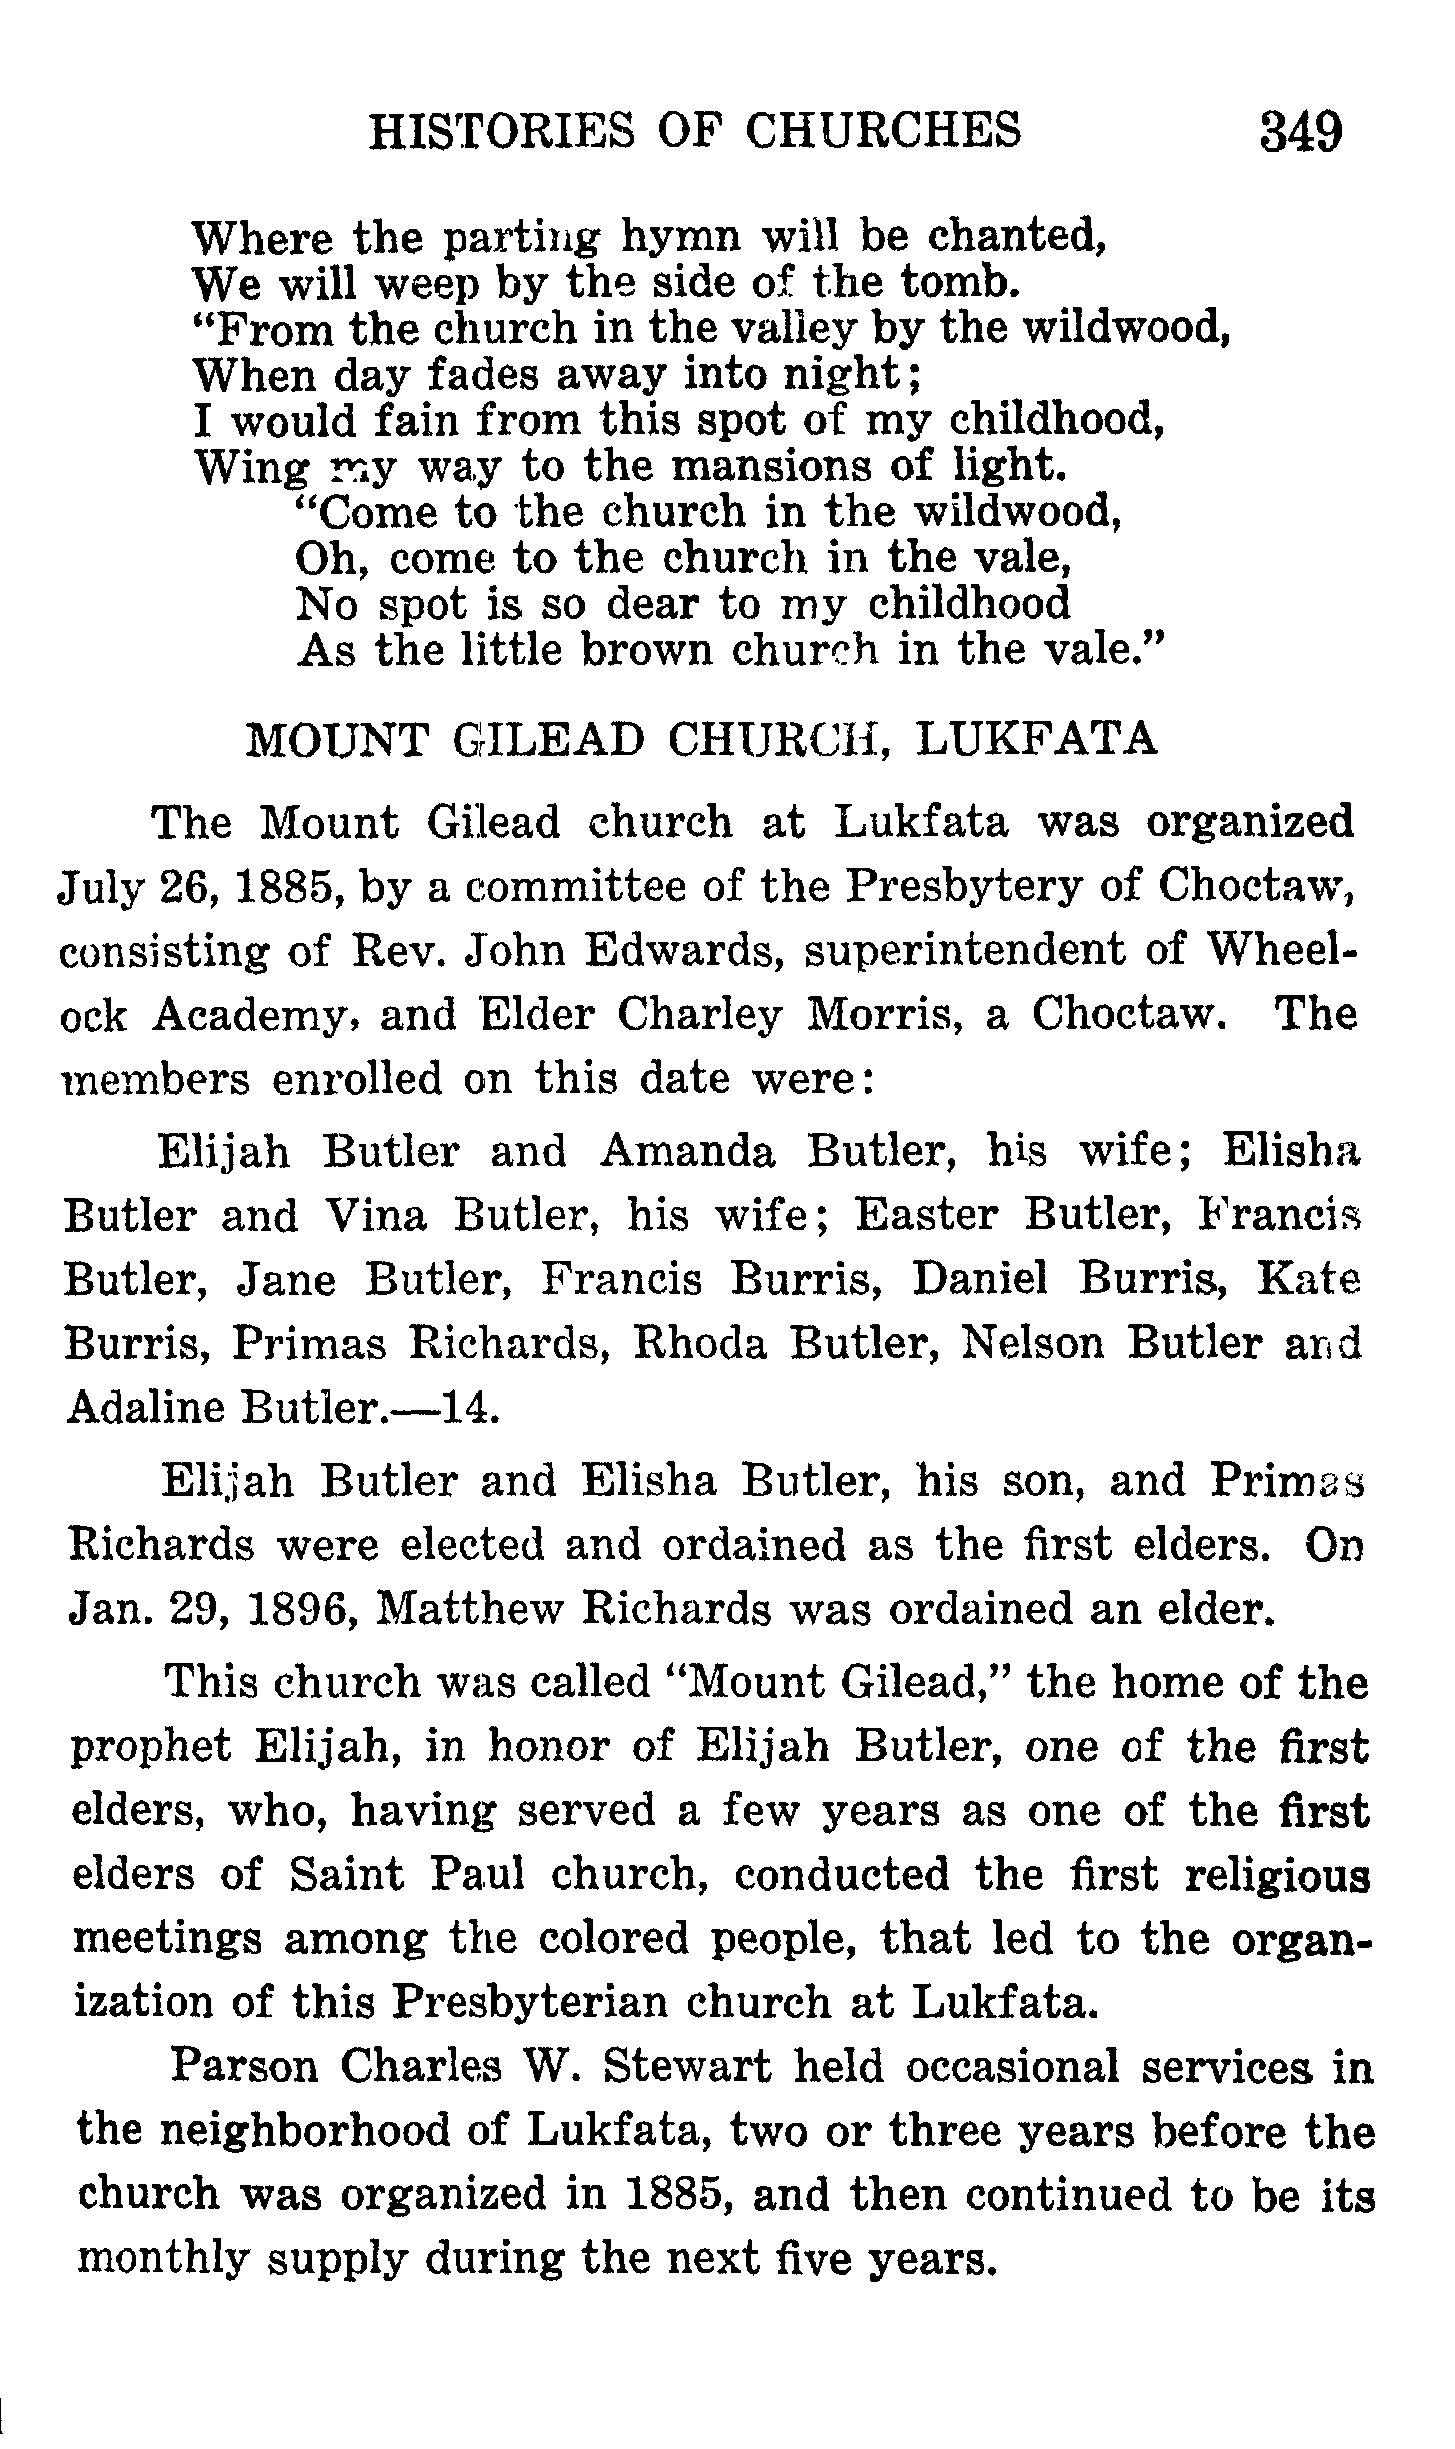 HISTORIES OF CHURCHES 349
Where the parting hymn will be chanted,
We will weep by the side of the tomb.
“From the church in the valley by the wildwood,
When day fades away into night;
I would fain from this spot of my childhood,
Wing my way to the mansions of light.
“Come to the church in the wildwood,
Oh, come to the church in the vale,
No spot is so dear to my childhood
As the little brown church in the vale.”
MOUNT GILEAD CHURCH, LUKFATA
The Mount Gilead church at Lukfata was organized
July 26, 1885, by a committee of the Presbytery of Choctaw,
consisting of Rev. John Edwards, superintendent of Wheel-
ock Academy, and Elder Charley Morris, a Choctaw. The
members enrolled on this date were:
Elijah Butler and Amanda Butler, his wife; Elisha
Butler and Vina Butler, his wife; Easter Butler, Francis
Butler, Jane Butler, Francis Burris, Daniel Burris, Kate
Burris, Primas Richards, Rhoda Butler, Nelson Butler and
Adaline Butler.—14.
Elijah Butler and Elisha Butler, his son, and Primas
Richards were elected and ordained as the first elders. On
Jan. 29, 1896, Matthew Richards was ordained an elder.
This church was called “Mount Gilead,” the home of the
prophet Elijah, in honor of Elijah Butler, one of the first
elders, who, having served a few years as one of the first
elders of Saint Paul church, conducted the first religious
meetings among the colored people, that led to the organ-
ization of this Presbyterian church at Lukfata.
Parson Charles W. Stewart held occasional services in
the neighborhood of Lukfata, two or three years before the
church was organized in 1885, and then continued to be its
monthly supply during the next five years.